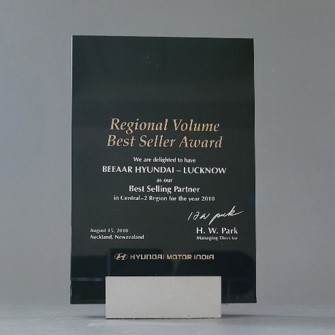 Regional Volume
Best Seller Award
We are delighted to have
BEEAAR HYUNDAI – LUCKNOW
as our
Best Selling Partner
in Central-2 Region for the year 2010
August 05, 2010
Auckland, Newzealand
H. W. Park
Managing Director
HYUNDAI MOTOR INDIA